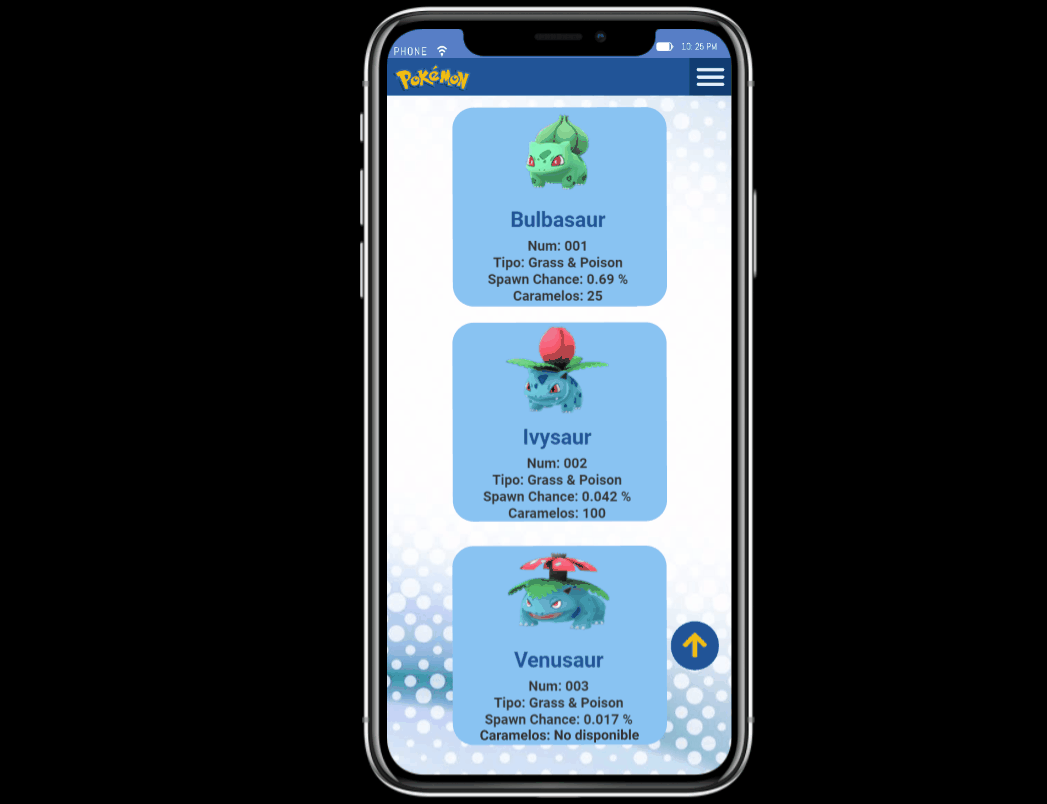 PHONE
10:25 PM
POKéMON
Bulbasaur
Num: 001
Tipo: Grass & Poison
Spawn Chance: 0.69 %
Caramelos: 25
Ivysaur
Num: 002
Tipo: Grass & Poison
Spawn Chance: 0.042 %
Caramelos: 100
Venusaur
Num: 003
Tipo: Grass & Poison
Spawn Chance: 0.017 %
Caramelos: No disponible